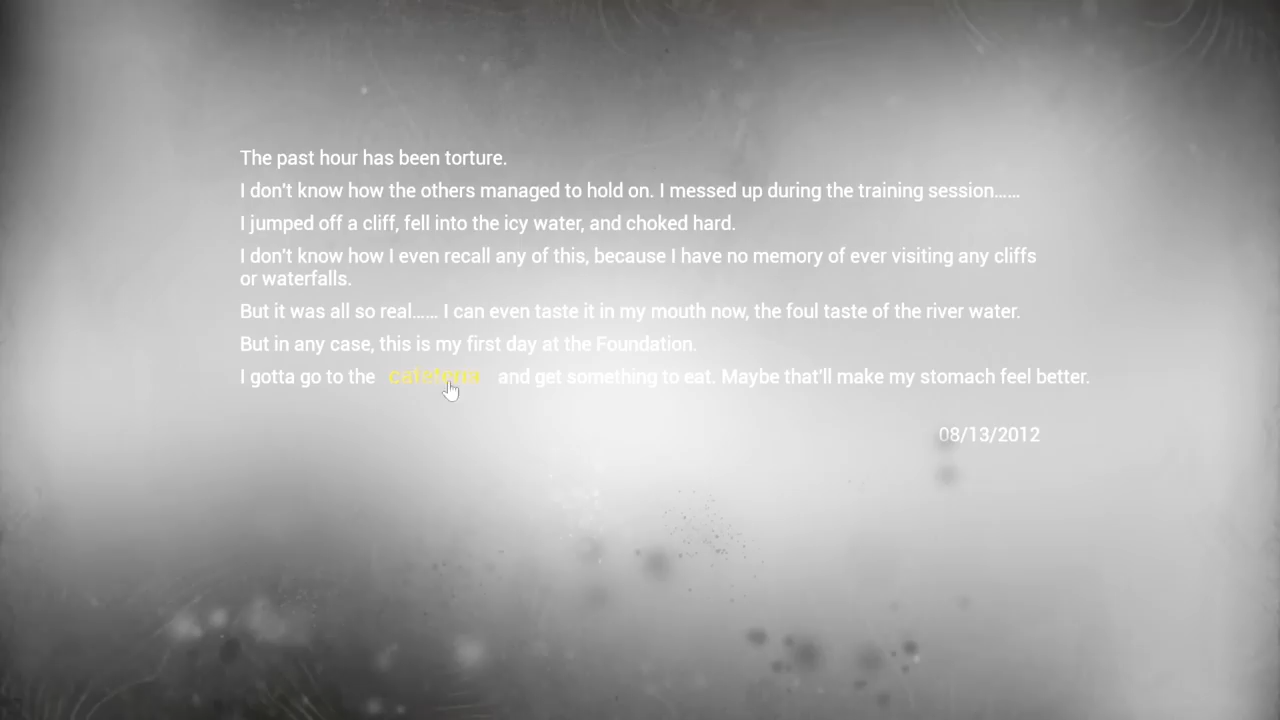 The past hour has been torture.
I don't know how the others managed to hold on. I messed up during the training session......
I jumped off a cliff, fell into the icy water, and choked hard.
I don't know how I even recall any of this, because I have no memory of ever visiting any cliffs
or waterfalls.
But it was all so real...... I can even taste it in my mouth now, the foul taste of the river water.
But in any case, this is my first day at the Foundation.
I gotta go to the cafeteria and get something to eat. Maybe that'll make my stomach feel better.
08/13/2012